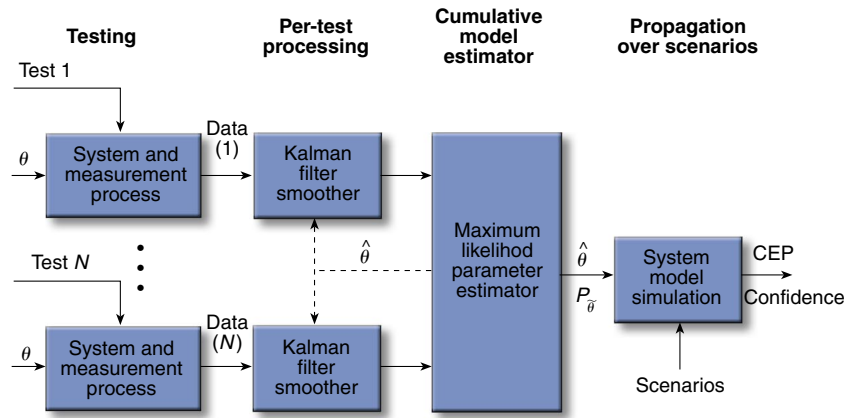 Testing
Per-test
processing
Cumulative
model
estimator
Propagation
over scenarios
Test 1
θ
System and
measurement
process
Data
(1)
Kalman
filter
smoother
Test N
θ
System and
measurement
process
Data
(N)
Kalman
filter
smoother
θ̂
Maximum
likelihod
parameter
estimator
θ̂
P_θ̃
System
model
simulation
CEP
Confidence
Scenarios